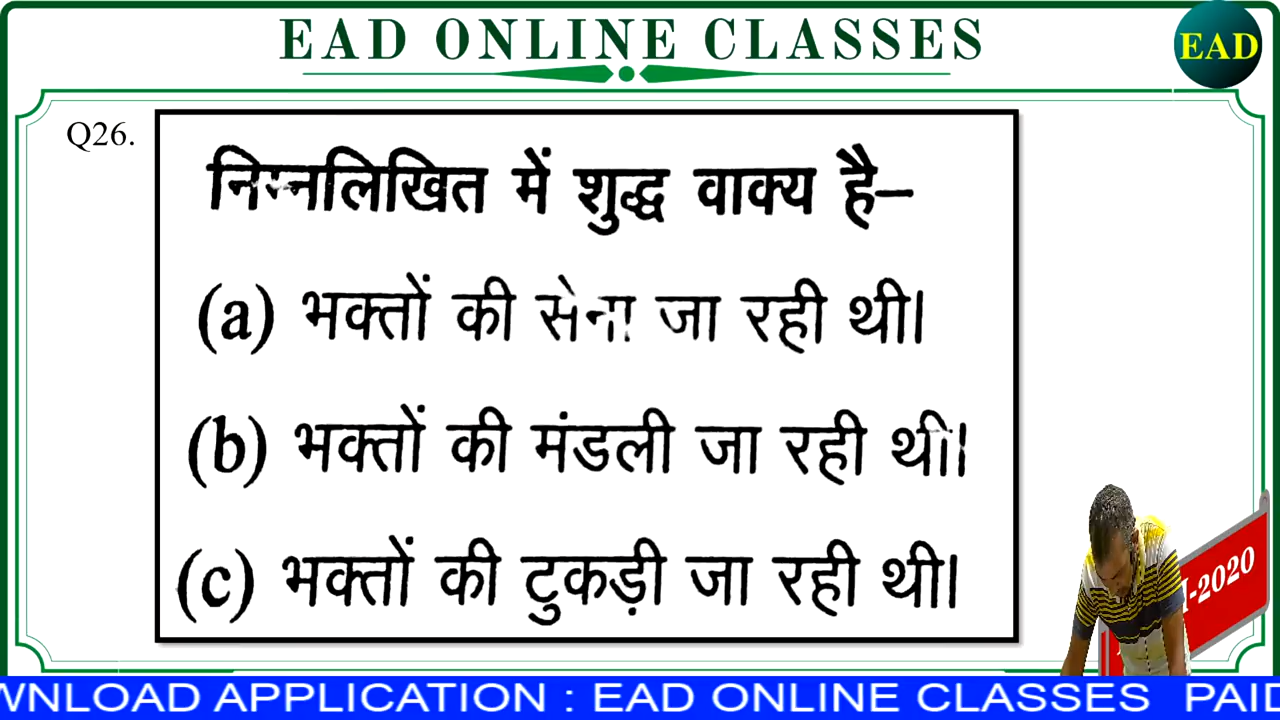 EAD ONLINE CLASSES
EAD
Q26.
निम्नलिखित में शुद्ध वाक्य है–
(a) भक्तों की सेना जा रही थी।
(b) भक्तों की मंडली जा रही थी।
(c) भक्तों की टुकड़ी जा रही थी।
-2020
WNLOAD APPLICATION : EAD ONLINE CLASSES PAID